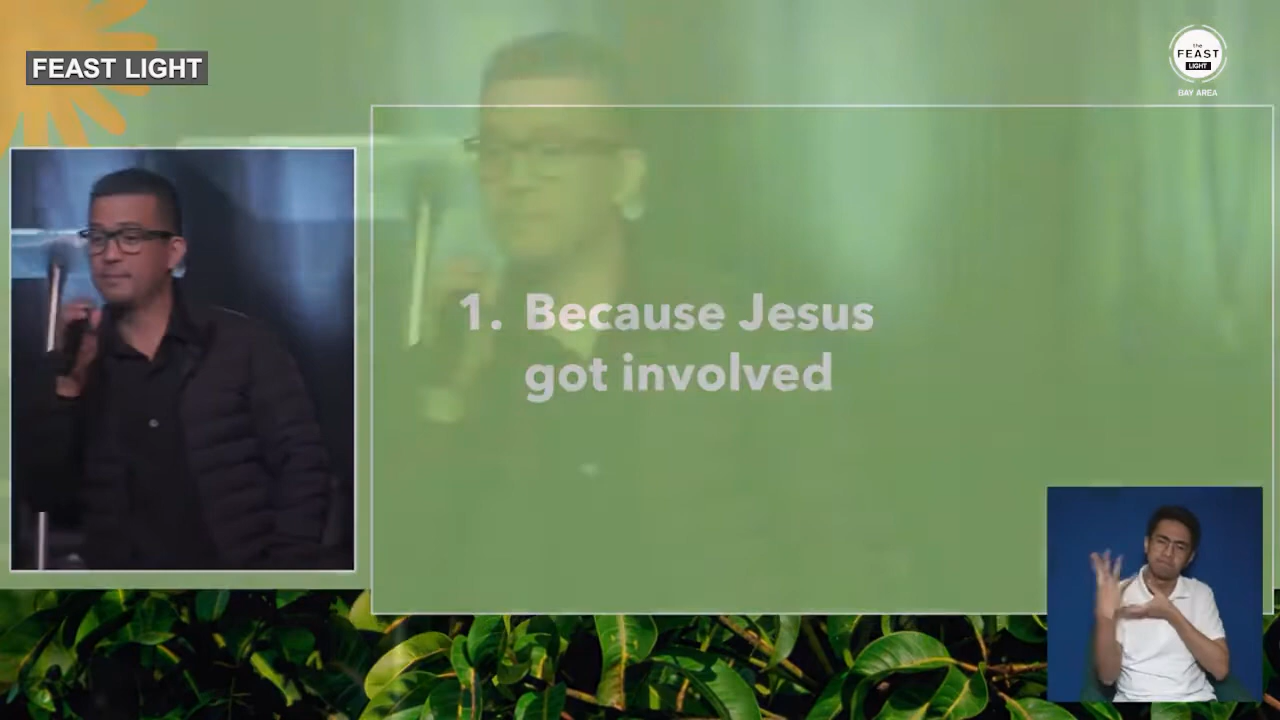 FEAST LIGHT
the
FEAST
LIGHT
BAY AREA
1. Because Jesus
got involved